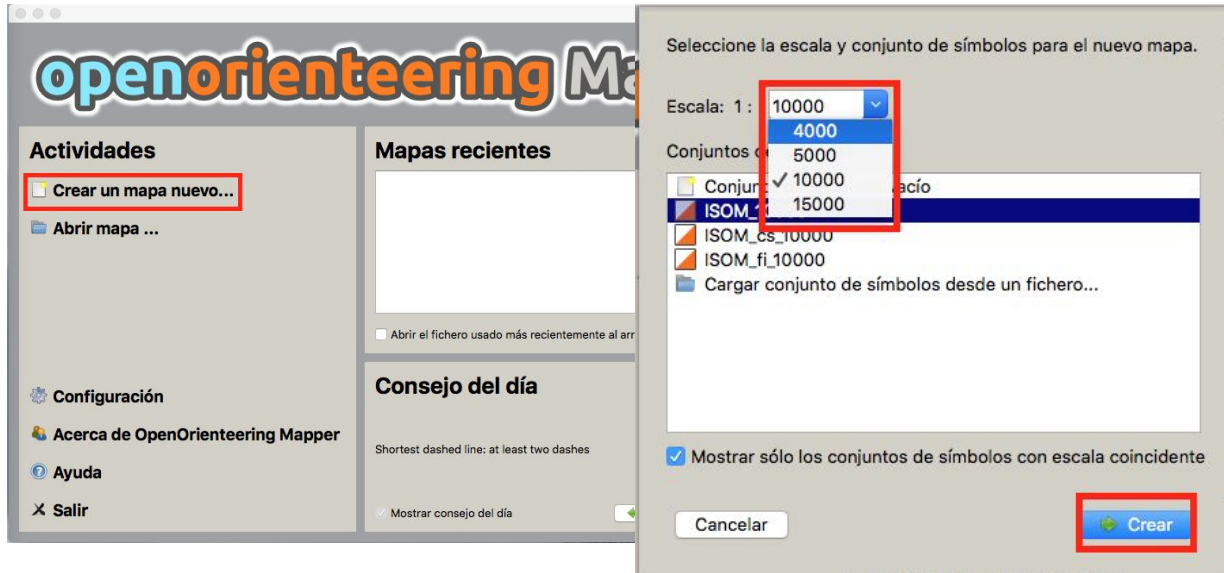 openorienteering Ma
Actividades
Crear un mapa nuevo...
Abrir mapa ...
Configuración
Acerca de OpenOrienteering Mapper
Ayuda
Salir
Mapas recientes
Abrir el fichero usado más recientemente al arr
Consejo del día
Shortest dashed line: at least two dashes
Mostrar consejo del día
Seleccione la escala y conjunto de símbolos para el nuevo mapa.
Escala: 1 : 10000
4000
5000
10000
15000
Conjuntos
Conjun acío
ISOM_
ISOM_cs_10000
ISOM_fi_10000
Cargar conjunto de símbolos desde un fichero...
Mostrar sólo los conjuntos de símbolos con escala coincidente
Cancelar
Crear